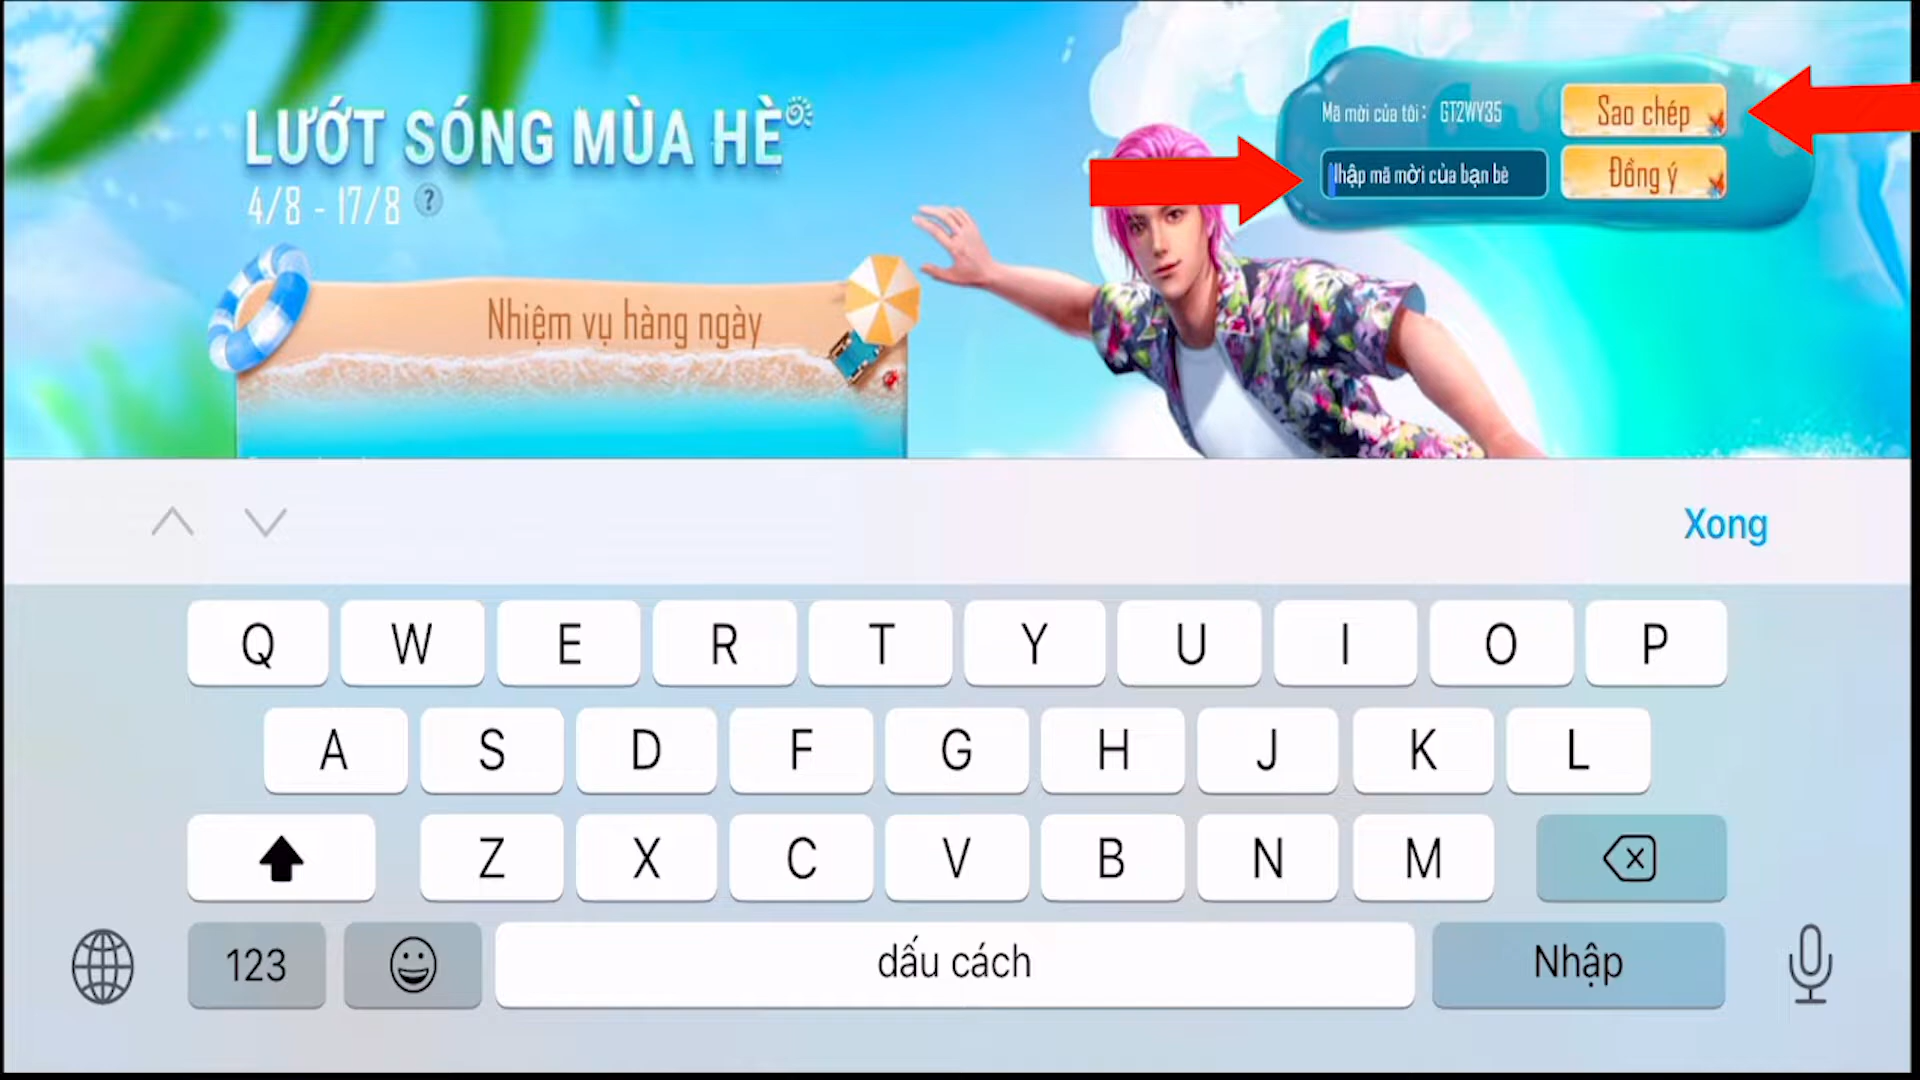 LƯỚT SÓNG MÙA HÈ
4/8 - 17/8 ?
Mã mời của tôi: GT2WY35
Sao chép
Nhập mã mời của bạn bè
Đồng ý
Nhiệm vụ hàng ngày
Xong
Q W E R T Y U I O P
A S D F G H J K L
Z X C V B N M
123
dấu cách
Nhập